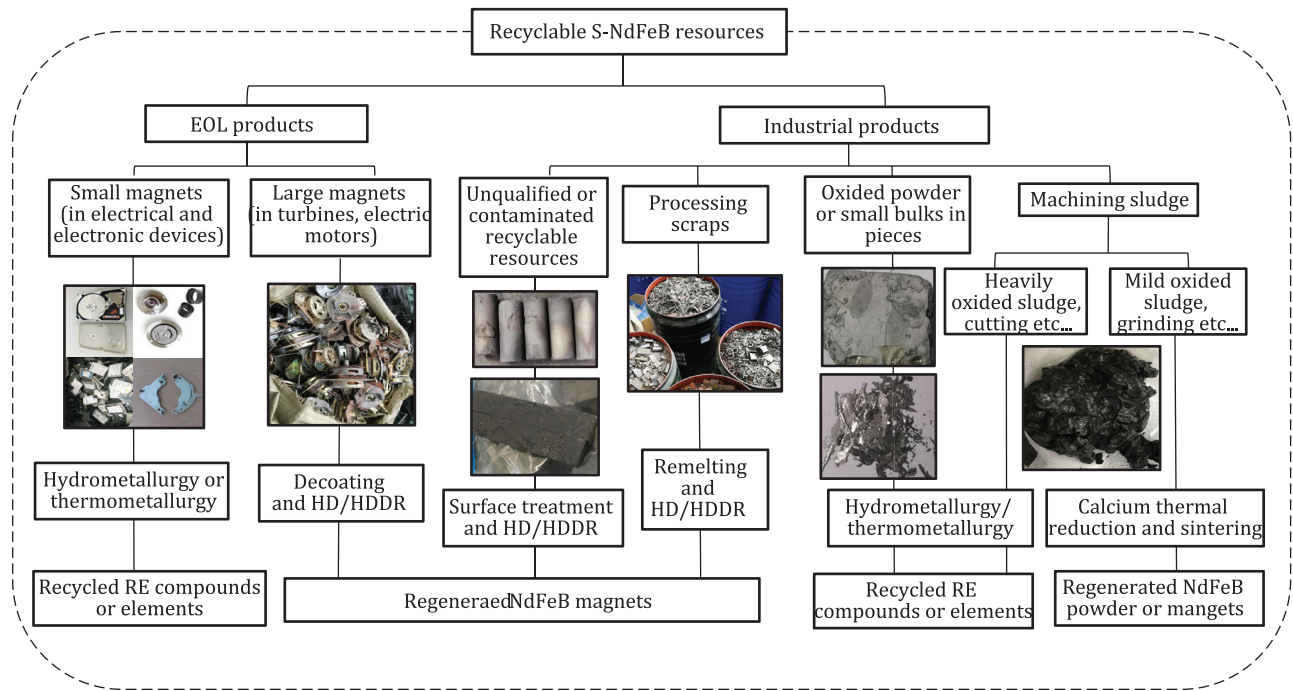 Recyclable S-NdFeB resources
EOL products
Industrial products
Small magnets
(in electrical and
electronic devices)
Large magnets
(in turbines, electric
motors)
Unqualified or
contaminated
recyclable
resources
Processing
scraps
Oxided powder
or small bulks in
pieces
Machining sludge
Heavily
oxided sludge,
cutting etc...
Mild oxided
sludge,
grinding etc...
Hydrometallurgy or
thermometallurgy
Decoating
and HD/HDDR
Surface treatment
and HD/HDDR
Remelting
and
HD/HDDR
Hydrometallurgy/
thermometallurgy
Calcium thermal
reduction and sintering
Recycled RE compounds
or elements
RegeneraedNdFeB magnets
Recycled RE
compounds or elements
Regenerated NdFeB
powder or mangets